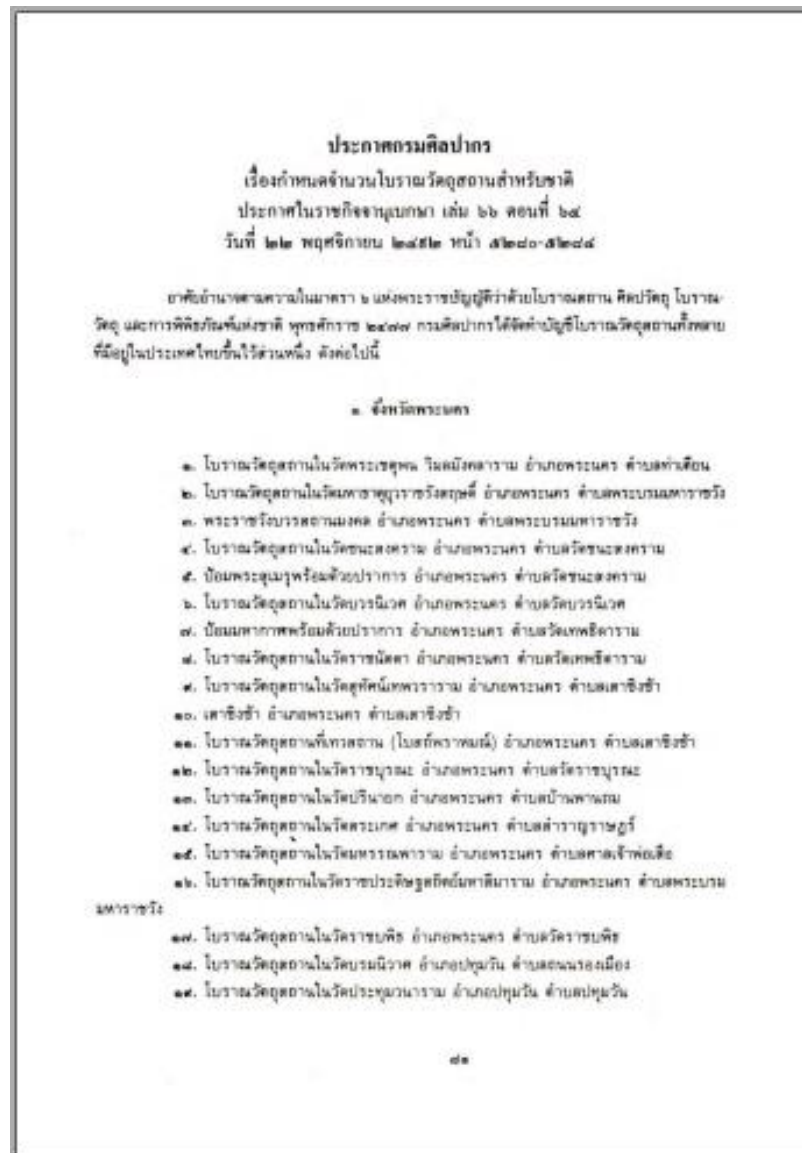 ประกาศกรมศิลปากร
เรื่องกำหนดจำนวนโบราณวัตถุสถานสำหรับชาติ
ประกาศในราชกิจจานุเบกษา เล่ม ๖๖ ตอนที่ ๖๔
วันที่ ๒๒ พฤศจิกายน ๒๔๙๒ หน้า ๕๒๘๐-๕๒๘๔
อาศัยอำนาจตามความในมาตรา ๖ แห่งพระราชบัญญัติว่าด้วยโบราณสถาน ศิลปวัตถุ โบราณ-
วัตถุ และการพิพิธภัณฑ์แห่งชาติ พุทธศักราช ๒๔๗๗ กรมศิลปากรได้จัดทำบัญชีโบราณวัตถุสถานทั้งหลาย
ที่มีอยู่ในประเทศไทยขึ้นไว้ส่วนหนึ่ง ดังต่อไปนี้
๑. จังหวัดพระนคร
๑. โบราณวัตถุสถานในวัดพระเชตุพน วิมลมังคลาราม อำเภอพระนคร ตำบลท่าเตียน
๒. โบราณวัตถุสถานในวัดมหาธาตุยุวราชรังสฤษดิ์ อำเภอพระนคร ตำบลพระบรมมหาราชวัง
๓. พระราชวังบวรสถานมงคล อำเภอพระนคร ตำบลพระบรมมหาราชวัง
๔. โบราณวัตถุสถานในวัดชนะสงคราม อำเภอพระนคร ตำบลวัดชนะสงคราม
๕. ป้อมพระสุเมรุพร้อมด้วยปราการ อำเภอพระนคร ตำบลวัดชนะสงคราม
๖. โบราณวัตถุสถานในวัดบวรนิเวศ อำเภอพระนคร ตำบลวัดบวรนิเวศ
๗. ป้อมมหากาฬพร้อมด้วยปราการ อำเภอพระนคร ตำบลวัดเทพธิดาราม
๘. โบราณวัตถุสถานในวัดราชนัดดา อำเภอพระนคร ตำบลวัดเทพธิดาราม
๙. โบราณวัตถุสถานในวัดสุทัศน์เทพวราราม อำเภอพระนคร ตำบลเสาชิงช้า
๑๐. เสาชิงช้า อำเภอพระนคร ตำบลเสาชิงช้า
๑๑. โบราณวัตถุสถานที่เทวสถาน (โบสถ์พราหมณ์) อำเภอพระนคร ตำบลเสาชิงช้า
๑๒. โบราณวัตถุสถานในวัดราชบุรณะ อำเภอพระนคร ตำบลวัดราชบุรณะ
๑๓. โบราณวัตถุสถานในวัดปรินายก อำเภอพระนคร ตำบลบ้านพานถม
๑๔. โบราณวัตถุสถานในวัดสระเกศ อำเภอพระนคร ตำบลสำราญราษฎร์
๑๕. โบราณวัตถุสถานในวัดมหรรณพาราม อำเภอพระนคร ตำบลศาลเจ้าพ่อเสือ
๑๖. โบราณวัตถุสถานในวัดราชประดิษฐสถิตย์มหาสีมาราม อำเภอพระนคร ตำบลพระบรม
มหาราชวัง
๑๗. โบราณวัตถุสถานในวัดราชบพิธ อำเภอพระนคร ตำบลวัดราชบพิธ
๑๘. โบราณวัตถุสถานในวัดบรมนิวาศ อำเภอปทุมวัน ตำบลถนนรองเมือง
๑๙. โบราณวัตถุสถานในวัดประทุมวนาราม อำเภอปทุมวัน ตำบลปทุมวัน
๘๑